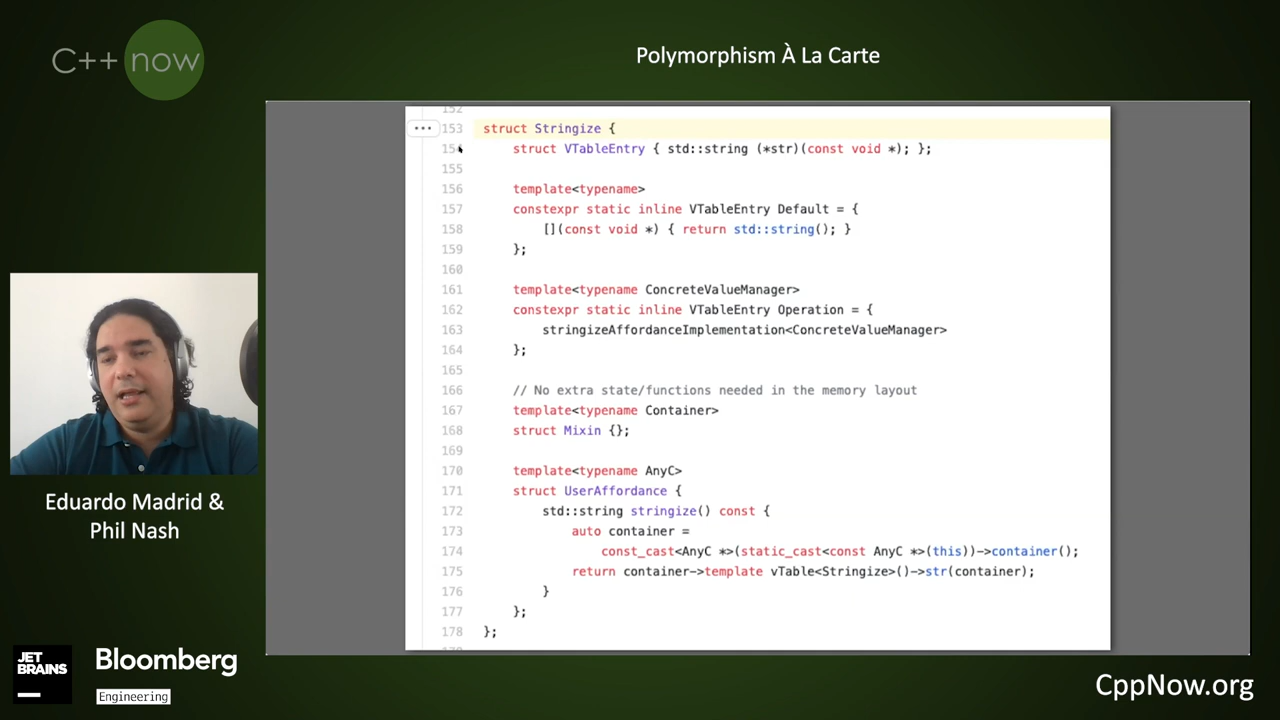 C++ now
Polymorphism À La Carte
152
153 struct Stringize {
154     struct VTableEntry { std::string (*str)(const void *); };
155
156     template<typename>
157     constexpr static inline VTableEntry Default = {
158         [](const void *) { return std::string(); }
159     };
160
161     template<typename ConcreteValueManager>
162     constexpr static inline VTableEntry Operation = {
163         stringizeAffordanceImplementation<ConcreteValueManager>
164     };
165
166     // No extra state/functions needed in the memory layout
167     template<typename Container>
168     struct Mixin {};
169
170     template<typename AnyC>
171     struct UserAffordance {
172         std::string stringize() const {
173             auto container =
174                 const_cast<AnyC *>(static_cast<const AnyC *>(this))->container();
175             return container->template vTable<Stringize>()->str(container);
176         }
177     };
178 };
Eduardo Madrid &
Phil Nash
JET
BRAINS
Bloomberg
Engineering
CppNow.org